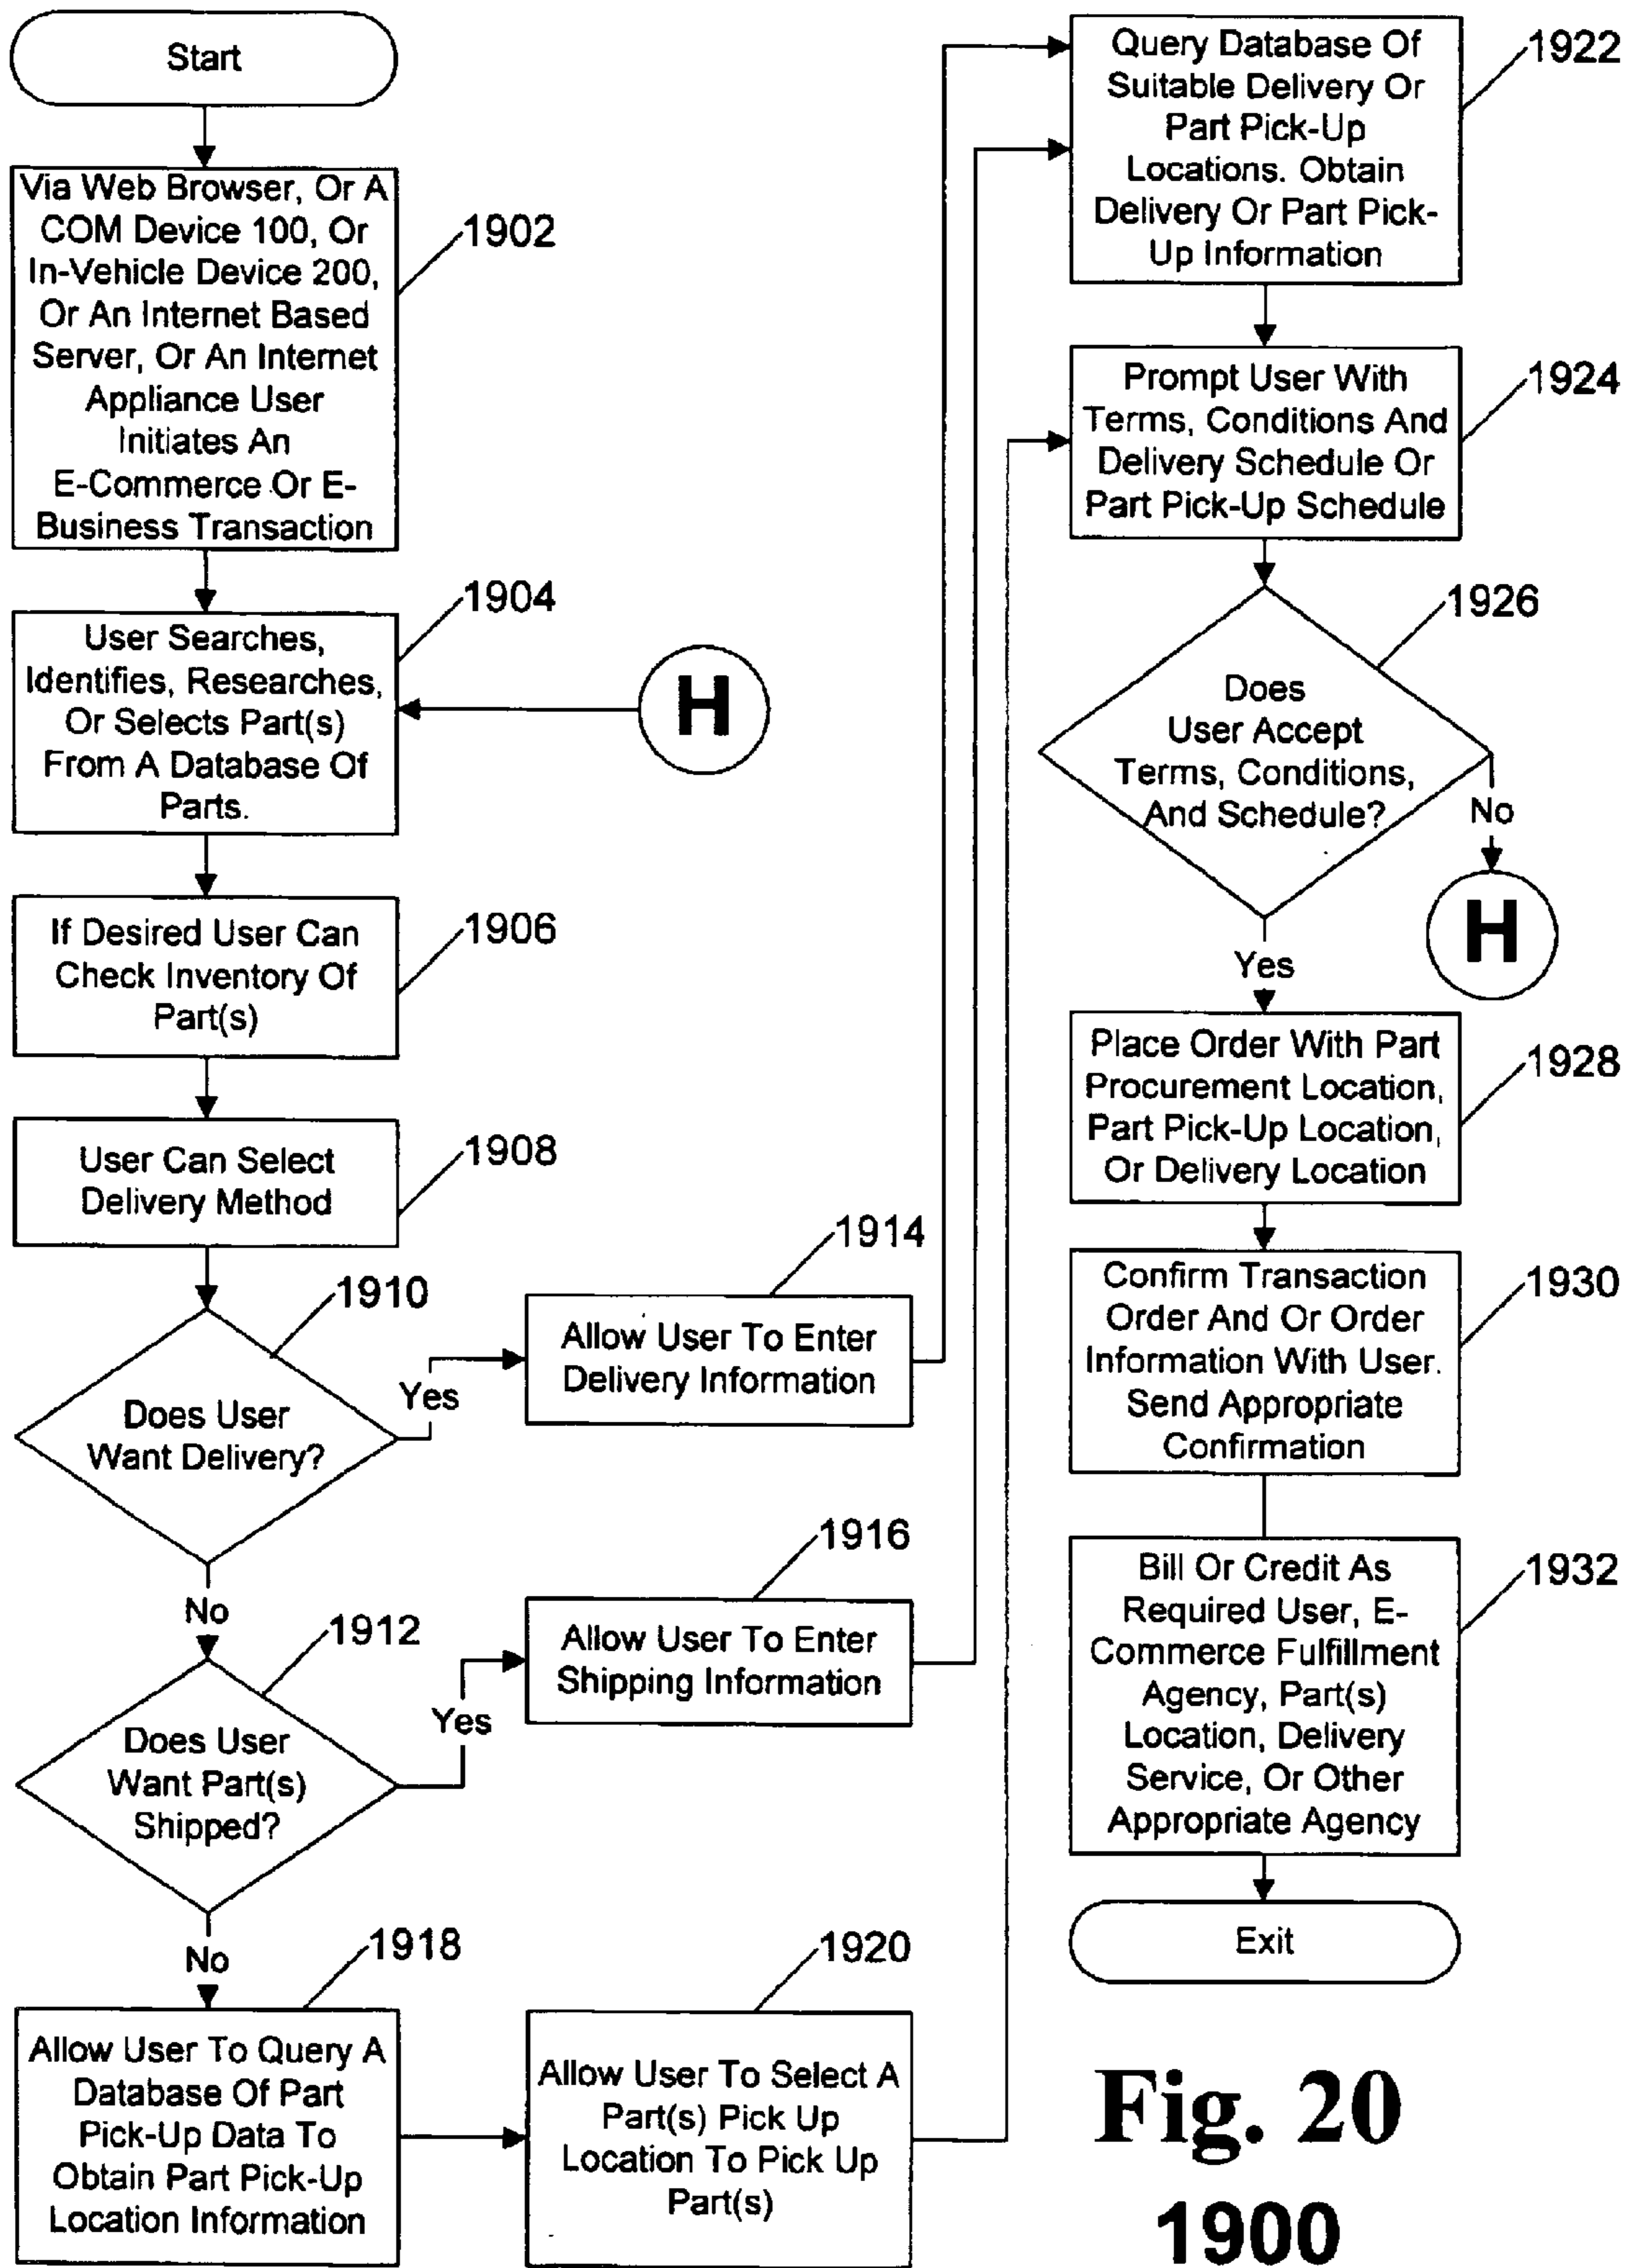 Start
Via Web Browser, Or A
COM Device 100, Or
In-Vehicle Device 200,
Or An Internet Based
Server, Or An Internet
Appliance User
Initiates An
E-Commerce Or E-
Business Transaction
1902
User Searches,
Identifies, Researches,
Or Selects Part(s)
From A Database Of
Parts.
1904
H
If Desired User Can
Check Inventory Of
Part(s)
1906
User Can Select
Delivery Method
1908
Does User
Want Delivery?
1910
Yes
No
Allow User To Enter
Delivery Information
1914
Does User
Want Part(s)
Shipped?
1912
Yes
No
Allow User To Enter
Shipping Information
1916
Allow User To Query A
Database Of Part
Pick-Up Data To
Obtain Part Pick-Up
Location Information
1918
Allow User To Select A
Part(s) Pick Up
Location To Pick Up
Part(s)
1920
Query Database Of
Suitable Delivery Or
Part Pick-Up
Locations. Obtain
Delivery Or Part Pick-
Up Information
1922
Prompt User With
Terms, Conditions And
Delivery Schedule Or
Part Pick-Up Schedule
1924
Does
User Accept
Terms, Conditions,
And Schedule?
1926
No
H
Yes
Place Order With Part
Procurement Location,
Part Pick-Up Location,
Or Delivery Location
1928
Confirm Transaction
Order And Or Order
Information With User.
Send Appropriate
Confirmation
1930
Bill Or Credit As
Required User, E-
Commerce Fulfillment
Agency, Part(s)
Location, Delivery
Service, Or Other
Appropriate Agency
1932
Exit
Fig. 20
1900